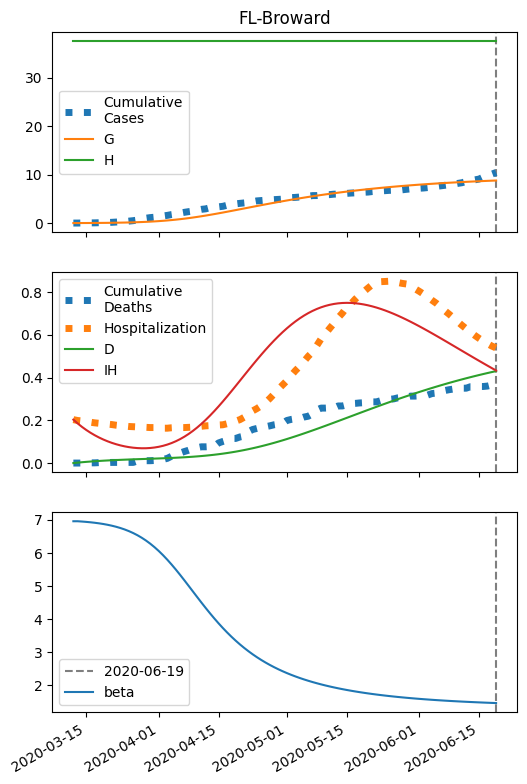 FL-Broward
30
20
10
0
Cumulative
Cases
G
H
0.8
0.6
0.4
0.2
0.0
Cumulative
Deaths
Hospitalization
D
IH
7
6
5
4
3
2
2020-06-19
beta
2020-03-15
2020-04-01
2020-04-15
2020-05-01
2020-05-15
2020-06-01
2020-06-15